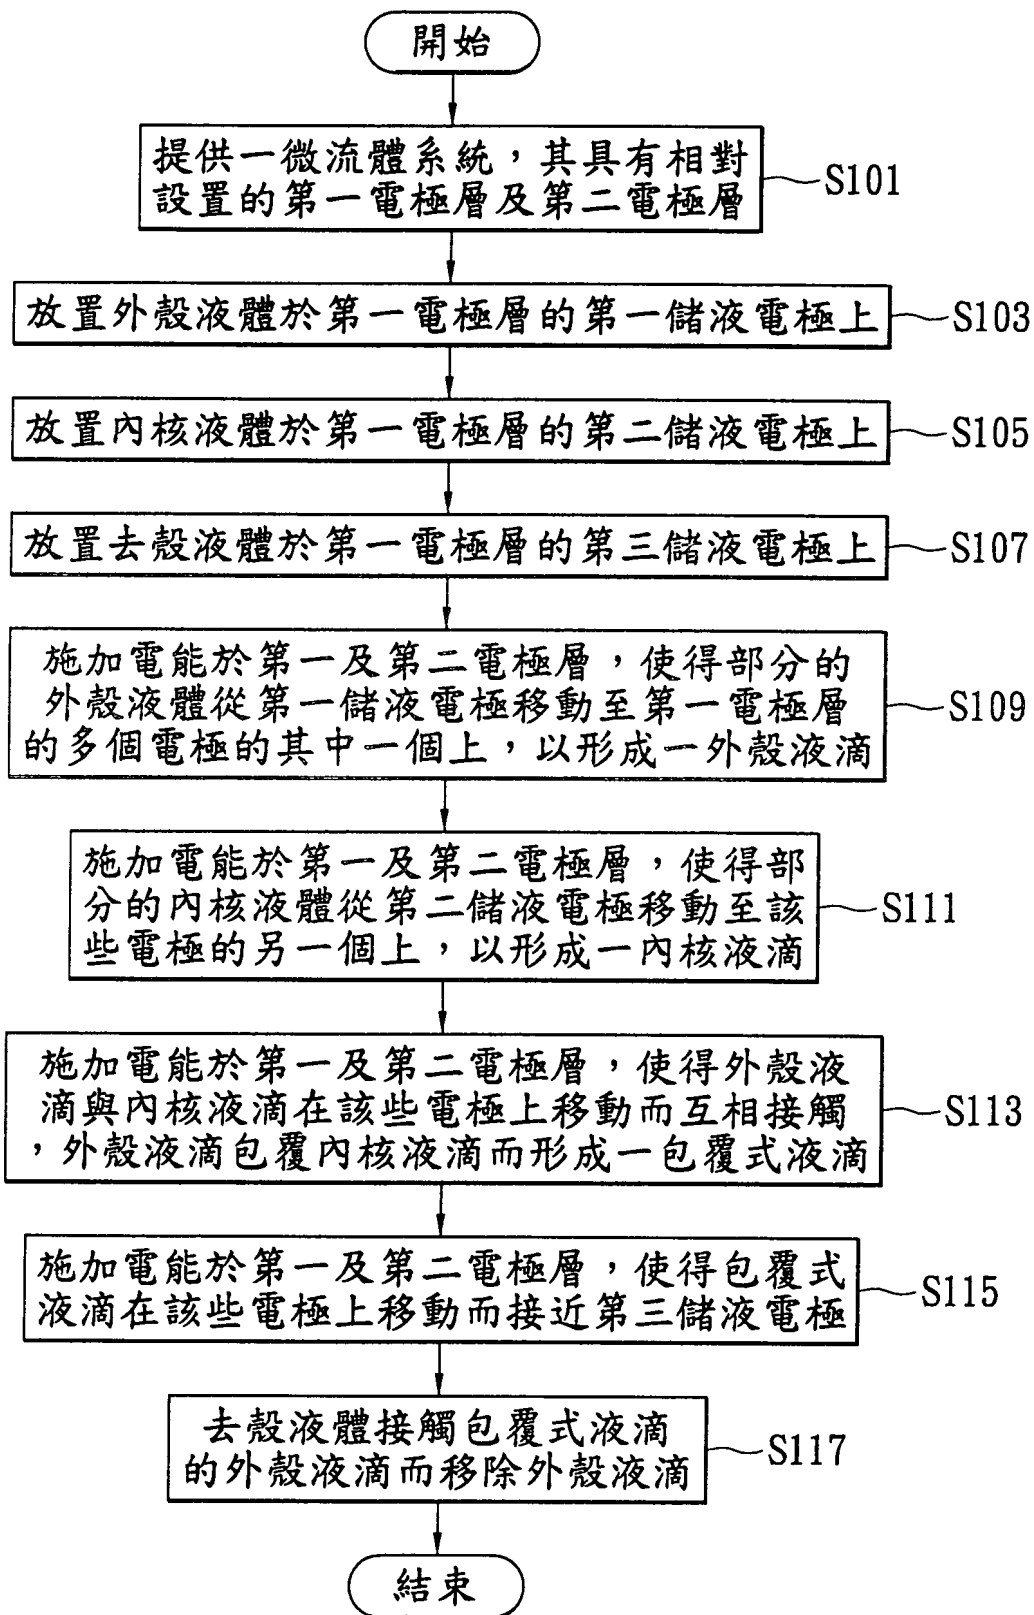 開始
提供一微流體系統，其具有相對
設置的第一電極層及第二電極層
S101
放置外殼液體於第一電極層的第一儲液電極上
S103
放置內核液體於第一電極層的第二儲液電極上
S105
放置去殼液體於第一電極層的第三儲液電極上
S107
施加電能於第一及第二電極層，使得部分的
外殼液體從第一儲液電極移動至第一電極層
的多個電極的其中一個上，以形成一外殼液滴
S109
施加電能於第一及第二電極層，使得部
分的內核液體從第二儲液電極移動至該
些電極的另一個上，以形成一內核液滴
S111
施加電能於第一及第二電極層，使得外殼液
滴與內核液滴在該些電極上移動而互相接觸
，外殼液滴包覆內核液滴而形成一包覆式液滴
S113
施加電能於第一及第二電極層，使得包覆式
液滴在該些電極上移動而接近第三儲液電極
S115
去殼液體接觸包覆式液滴
的外殼液滴而移除外殼液滴
S117
結束